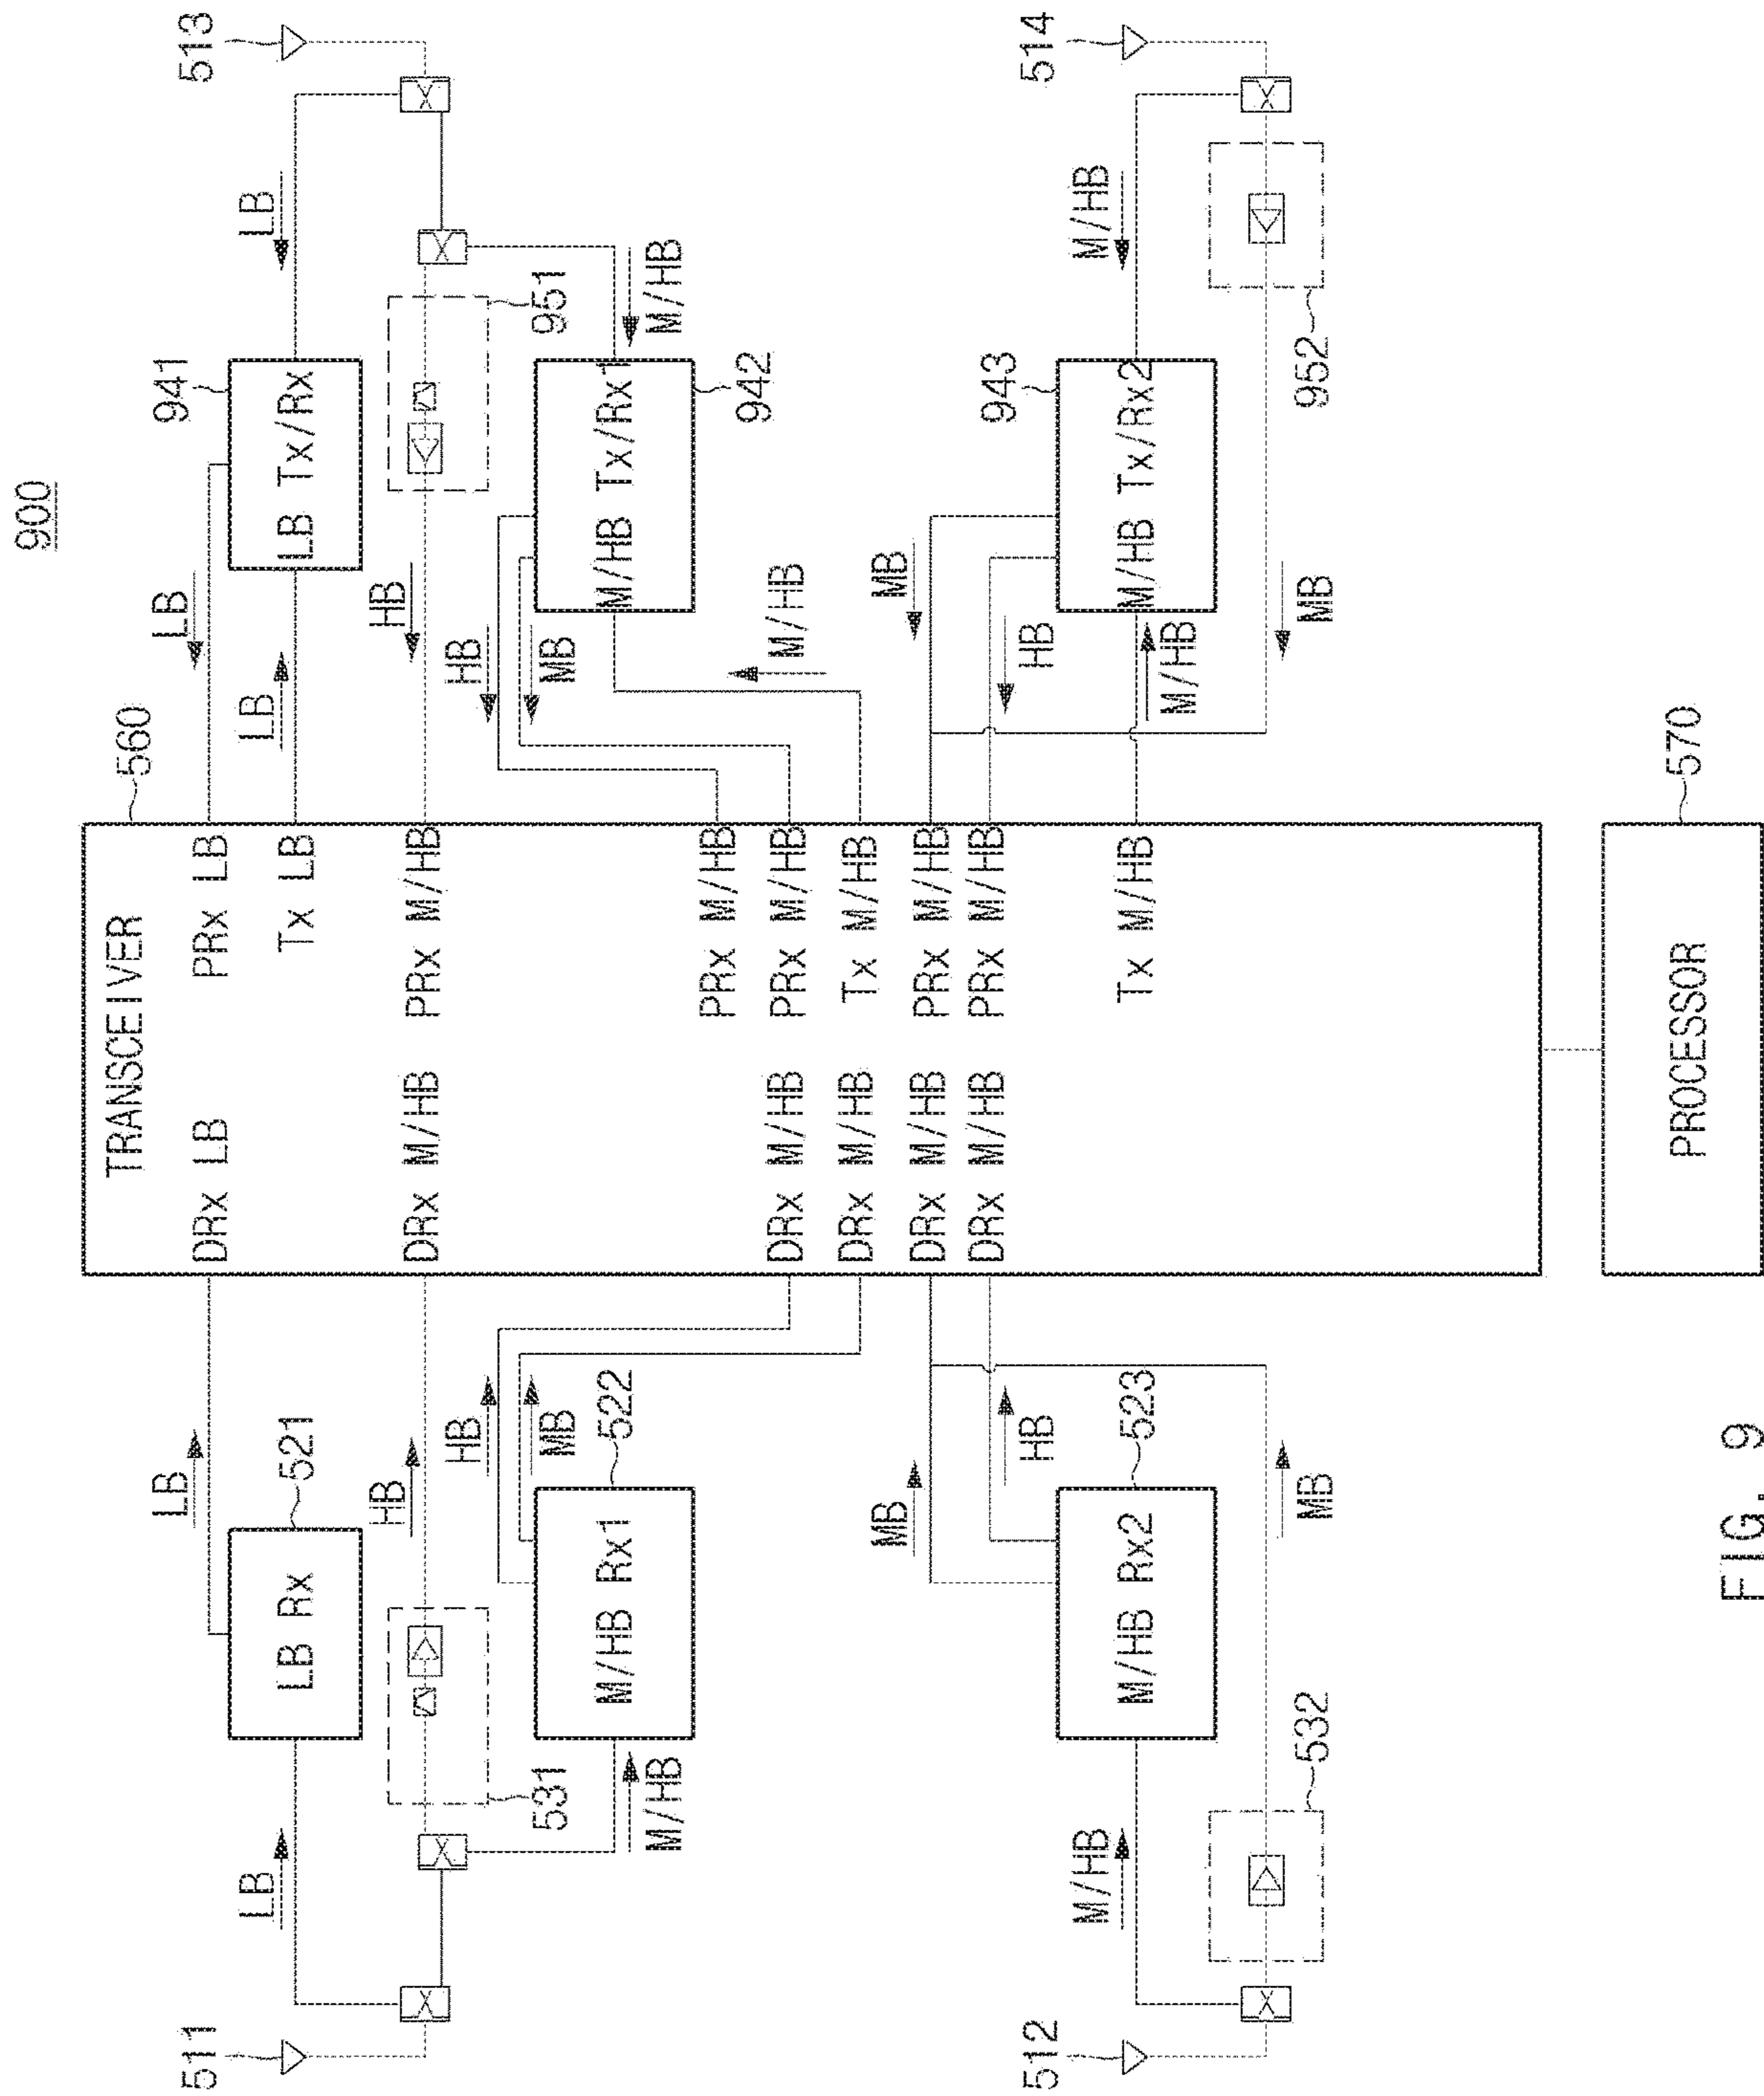 900
511
LB
LB Rx
521
LB
531
HB
M/HB
M/HB Rx1
522
HB
MB
512
M/HB
M/HB Rx2
523
MB
HB
532
MB
TRANSCEIVER
560
DRx LB
PRx LB
Tx LB
DRx M/HB
PRx M/HB
PRx M/HB
DRx M/HB
PRx M/HB
DRx M/HB
Tx M/HB
DRx M/HB
PRx M/HB
DRx M/HB
PRx M/HB
Tx M/HB
PROCESSOR
570
LB
LB
LB Tx/Rx
941
LB
513
HB
951
HB
MB
M/HB
M/HB Tx/Rx1
942
M/HB
MB
HB
M/HB
M/HB Tx/Rx2
943
M/HB
514
MB
952
FIG. 9